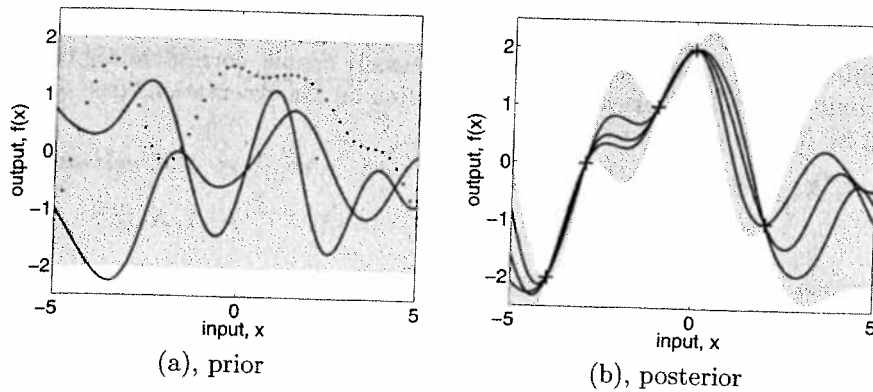 2
1
0
−1
−2
−5
0
5
output, f(x)
input, x
(a), prior
2
1
0
−1
−2
−5
0
5
output, f(x)
input, x
(b), posterior